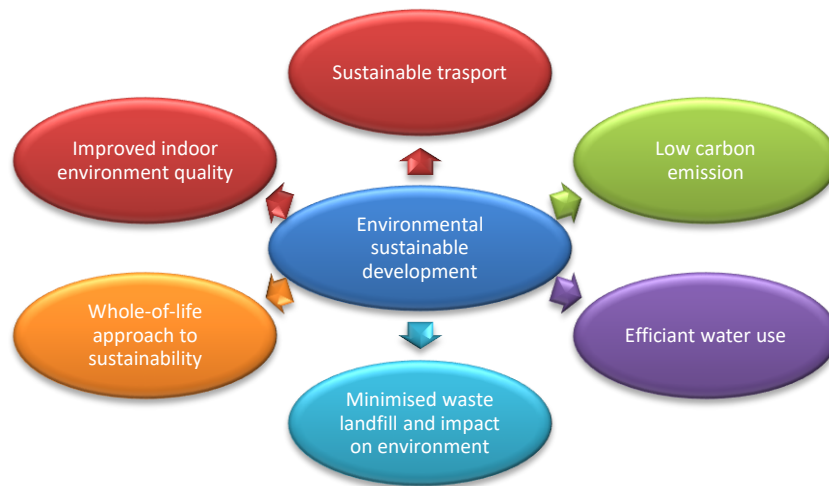 Sustainable trasport
Improved indoor
environment quality
Low carbon
emission
Environmental
sustainable
development
Whole-of-life
approach to
sustainability
Efficiant water use
Minimised waste
landfill and impact
on environment